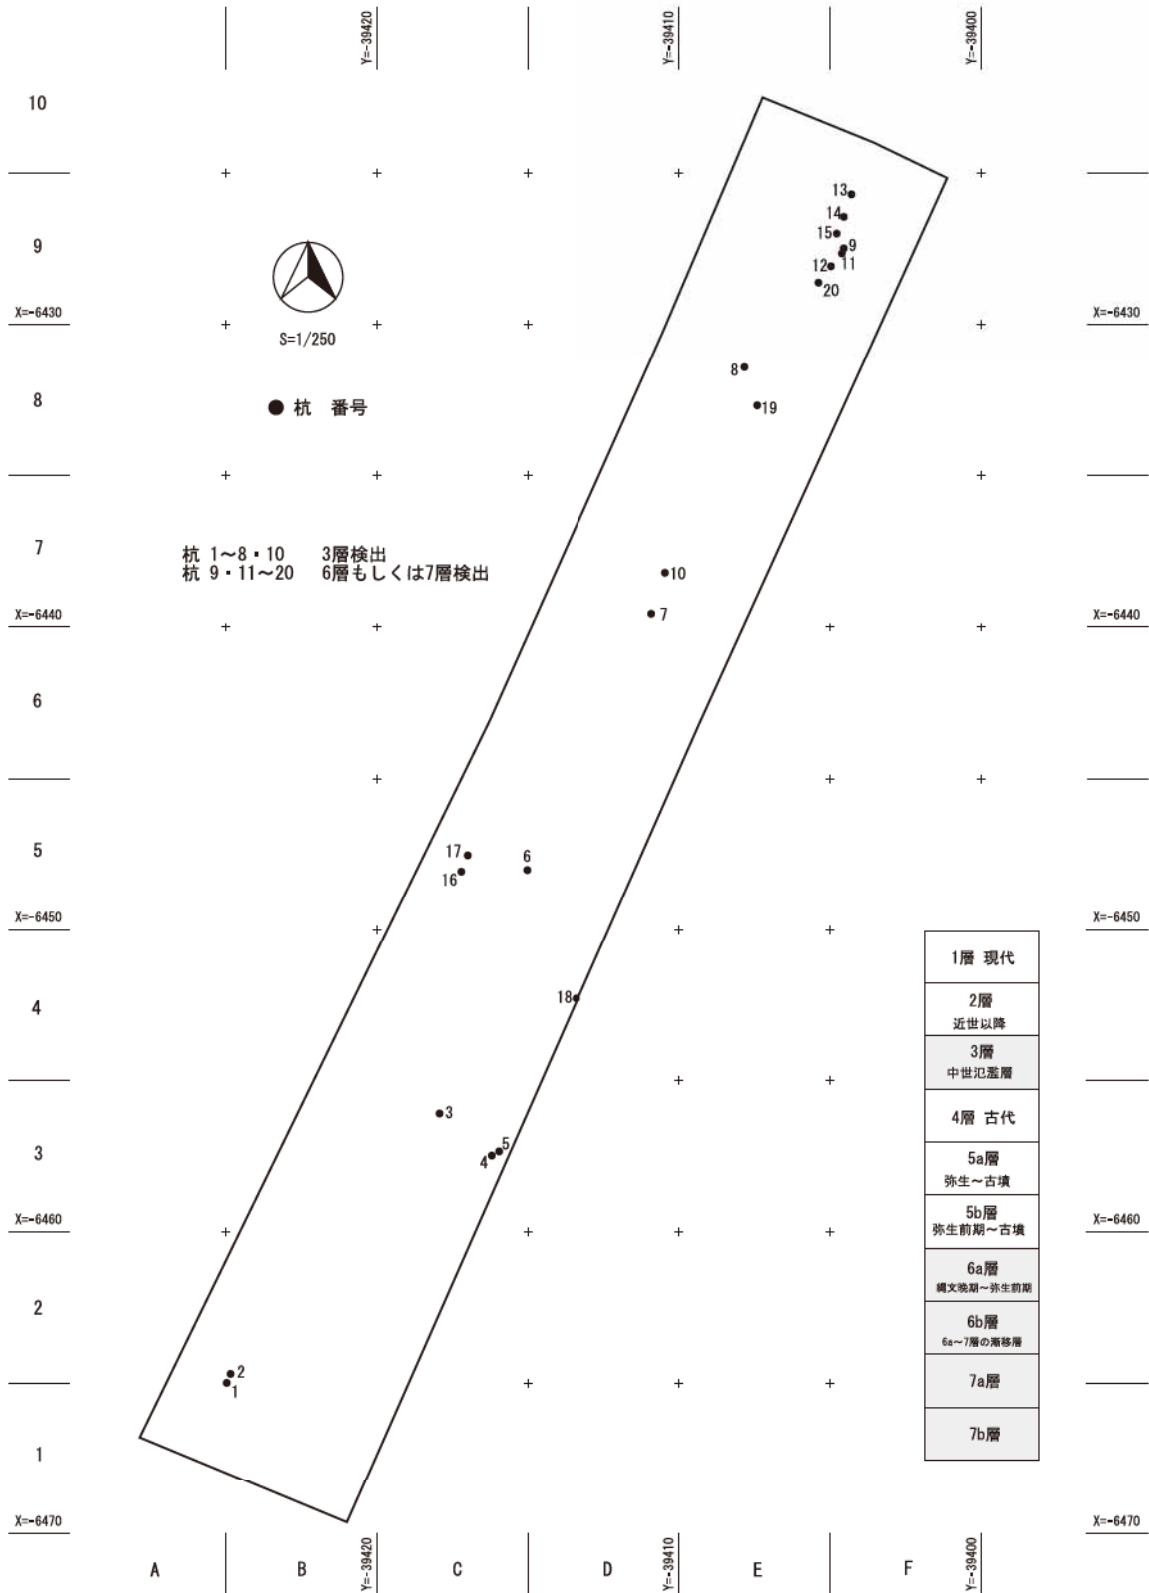 Y=-39420
Y=-39410
Y=-39400
10
13
14
9
15
9
11
12
20
X=-6430
X=-6430
S=1/250
8
8
杭 番号
19
7
杭 1～8・10 3層検出
杭 9・11～20 6層もしくは7層検出
10
7
X=-6440
X=-6440
6
5
17
6
16
X=-6450
X=-6450
1層 現代
4
18
2層
近世以降
3層
中世氾濫層
3
4層 古代
3
5
4
5a層
弥生～古墳
X=-6460
X=-6460
5b層
弥生前期～古墳
6a層
縄文晩期～弥生前期
2
6b層
6a～7層の漸移層
2
1
7a層
7b層
1
X=-6470
X=-6470
A
B
Y=-39420
C
D
Y=-39410
E
F
Y=-39400